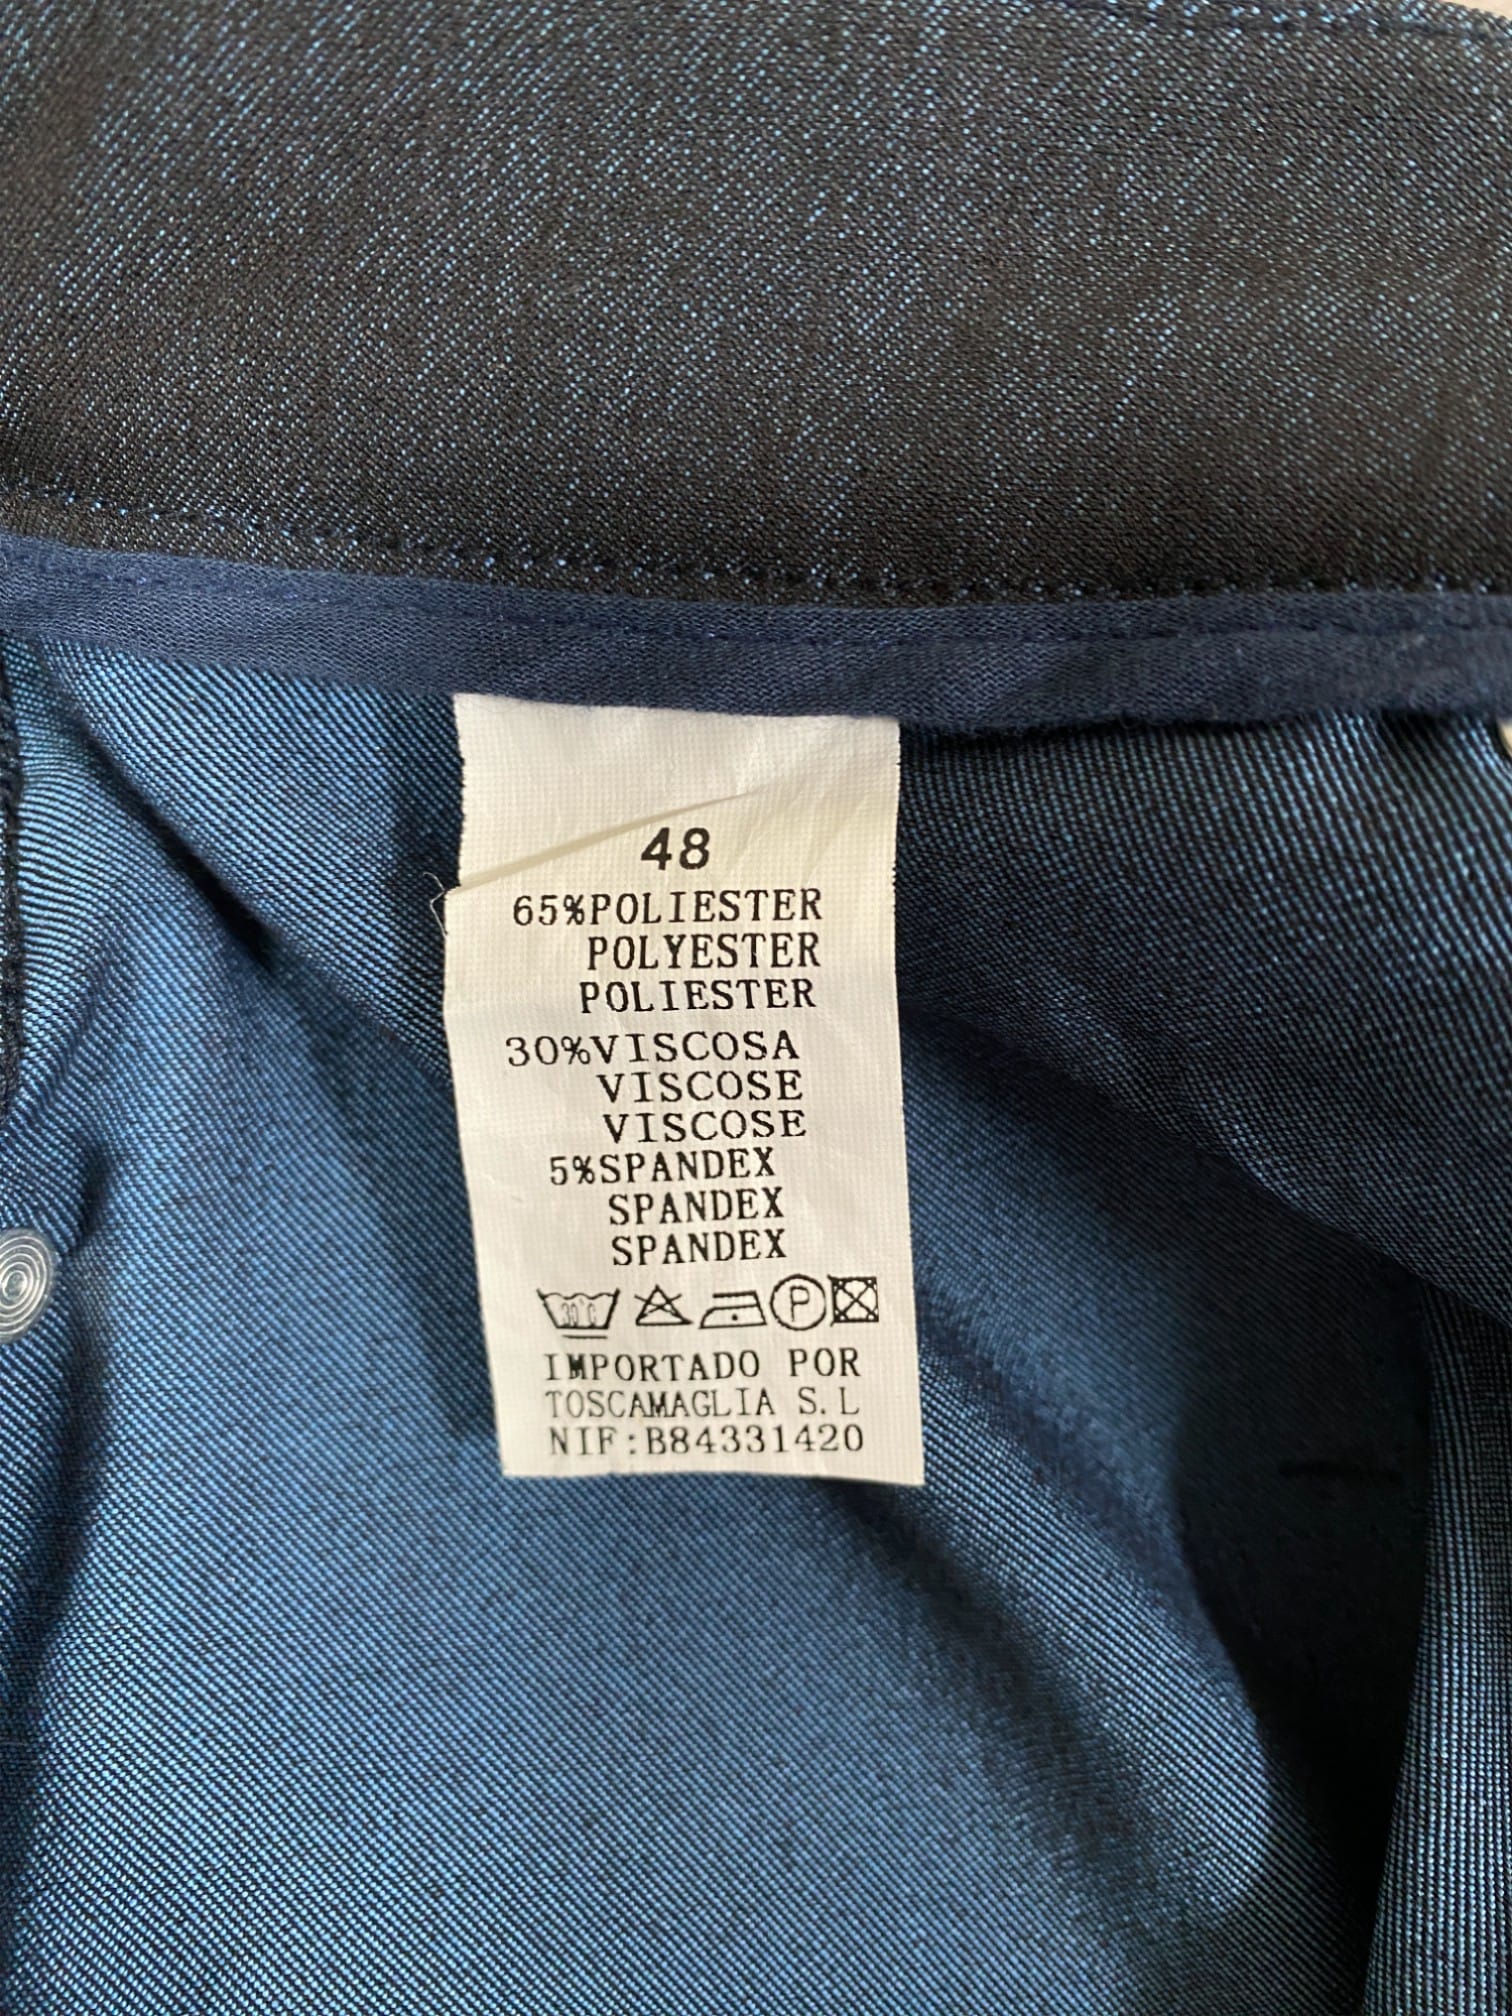 48
65%POLIESTER
POLYESTER
POLIESTER
30%VISCOSA
VISCOSE
VISCOSE
5%SPANDEX
SPANDEX
SPANDEX
30°C P
IMPORTADO POR
TOSCAMAGLIA S.L
NIF:B84331420